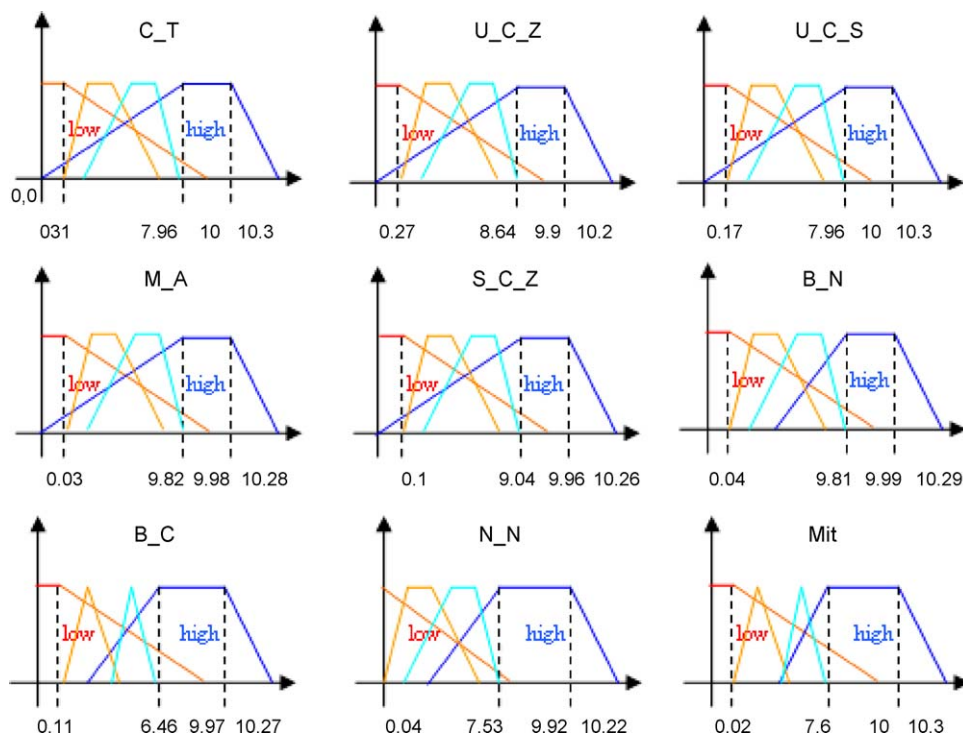 C_T U_C_Z U_C_S
low high low high low high
0,0
031 7.96 10 10.3 0.27 8.64 9.9 10.2 0.17 7.96 10 10.3
M_A S_C_Z B_N
low high low high low high
0.03 9.82 9.98 10.28 0.1 9.04 9.96 10.26 0.04 9.81 9.99 10.29
B_C N_N Mit
low high low high low high
0.11 6.46 9.97 10.27 0.04 7.53 9.92 10.22 0.02 7.6 10 10.3